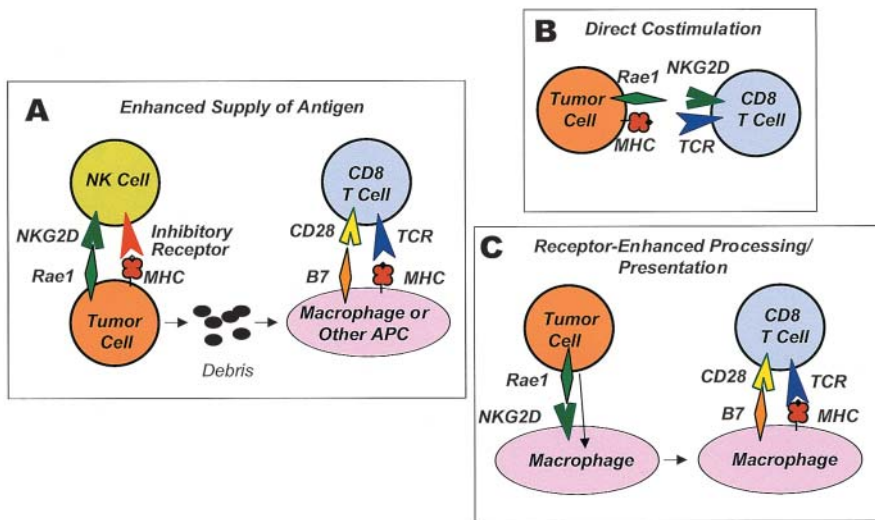 A
Enhanced Supply of Antigen
NK Cell
CD8
T Cell
NKG2D
Inhibitory
Receptor
CD28
TCR
Rae1
MHC
B7
MHC
Tumor
Cell
Macrophage or
Other APC
Debris
B
Direct Costimulation
Rae1
NKG2D
Tumor
Cell
CD8
T Cell
MHC
TCR
C
Receptor-Enhanced Processing/
Presentation
Tumor
Cell
CD8
T Cell
Rae1
CD28
TCR
NKG2D
B7
MHC
Macrophage
Macrophage